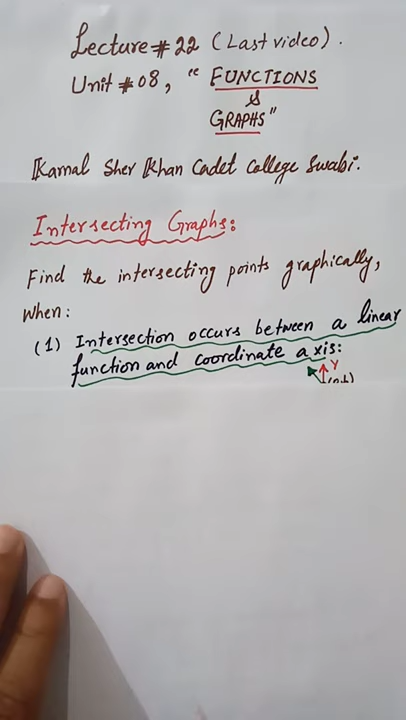 Lecture # 22 (Last video).
Unit # 08, "FUNCTIONS
&
GRAPHS"
Karnal Sher Khan Cadet College Swabi.
Intersecting Graphs:
Find the intersecting points graphically,
when:
(1) Intersection occurs between a linear
function and coordinate axis:
Y